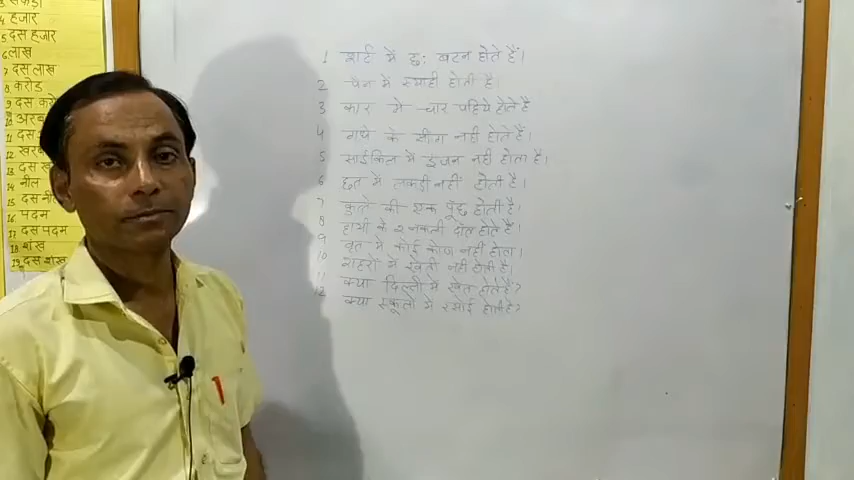 3 सैकड़ा
4 हजार
5 दस हजार
6 लाख
7 दस लाख
8 करोड़
9 दस करो
10 अरब
11 दस
12 खरब
13 दस ख
14 नील
15 दस नी
16 पदम
17 दस पदम
18 शंख
19 दस शंख
1 शर्ट में छ: बटन होते हैं।
2 पैन में स्याही होती है।
3 कार मे चार पहिये होते है
4 गधे के सींग नही होते है।
5 साईकिल में इंजन नही होता है।
6 छत में लकड़ी नहीं होती है।
7 कुत्ते की एक पूँछ होती है।
8 हाथी के २ नकली दाँत होते है।
9 वृत मे कोई कोण नही होता।
10 शहरों में खेती नही होती है।
11 क्या दिल्ली में खेत होते है?
12 क्या स्कूलो मे रसोई होती है?